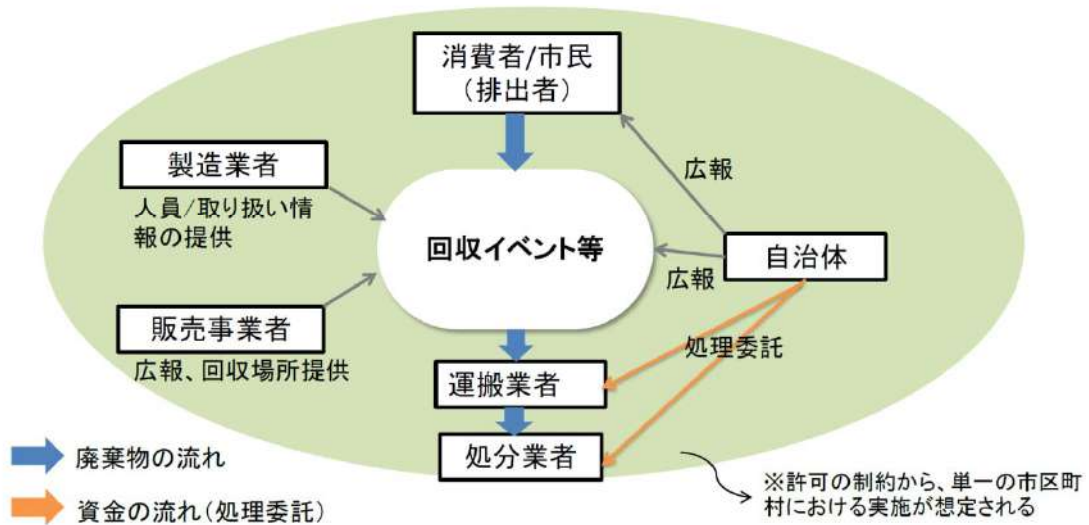 消費者/市民
(排出者)
製造業者
人員/取り扱い情
報の提供
広報
回収イベント等
広報
自治体
販売事業者
広報、回収場所提供
処理委託
運搬業者
処分業者
廃棄物の流れ
資金の流れ(処理委託)
※許可の制約から、単一の市区町
村における実施が想定される